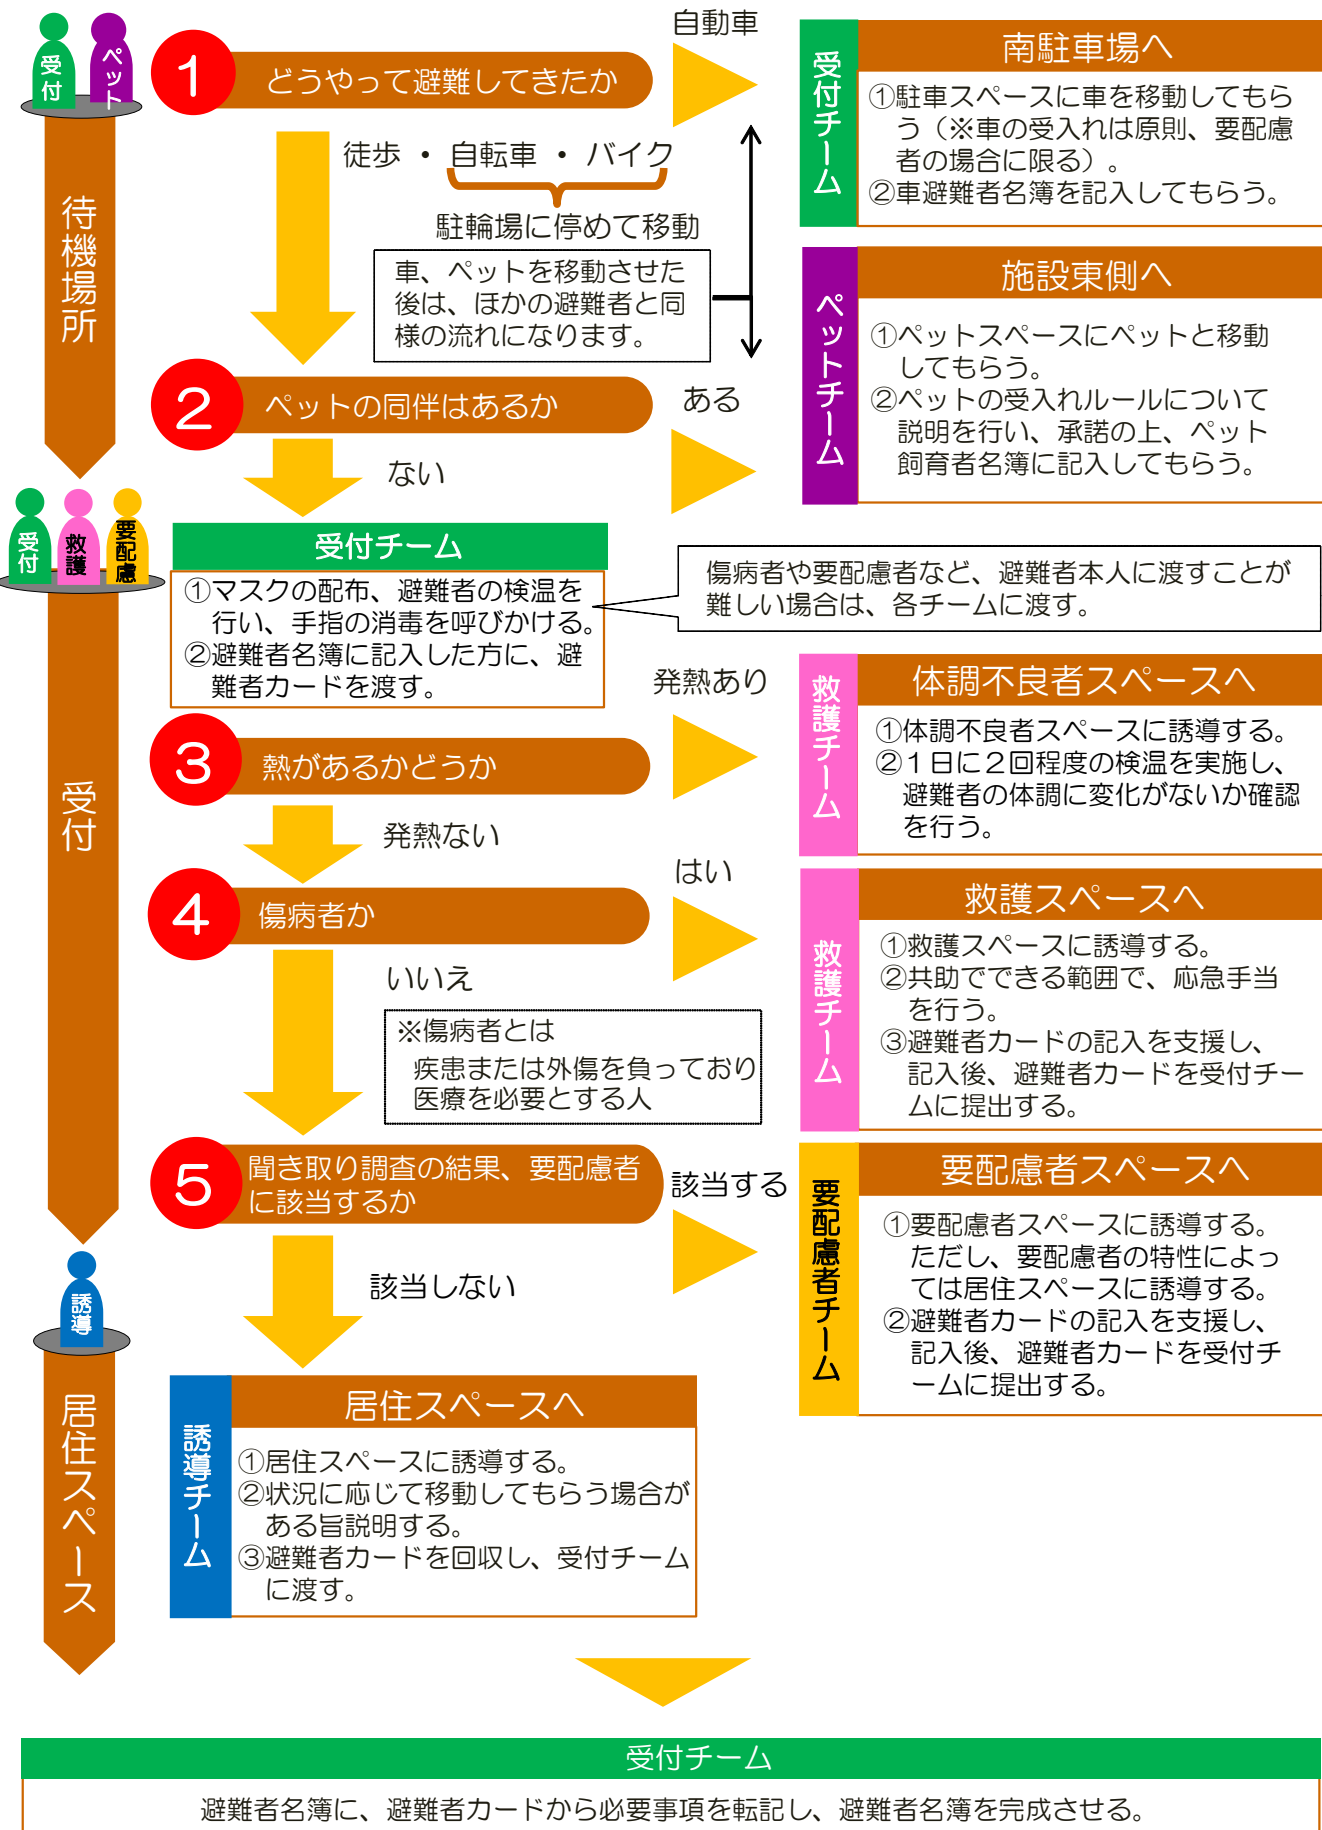 受付
ペット
1
どうやって避難してきたか
自動車
徒歩 ・ 自転車 ・ バイク
駐輪場に停めて移動
車、ペットを移動させた
後は、ほかの避難者と同
様の流れになります。
受付チーム
南駐車場へ
①駐車スペースに車を移動してもら
う（※車の受入れは原則、要配慮
者の場合に限る）。
②車避難者名簿を記入してもらう。
待機場所
2
ペットの同伴はあるか
ある
ない
ペットチーム
施設東側へ
①ペットスペースにペットと移動
してもらう。
②ペットの受入れルールについて
説明を行い、承諾の上、ペット
飼育者名簿に記入してもらう。
受付
救護
要配慮
受付チーム
①マスクの配布、避難者の検温を
行い、手指の消毒を呼びかける。
②避難者名簿に記入した方に、避
難者カードを渡す。
傷病者や要配慮者など、避難者本人に渡すことが
難しい場合は、各チームに渡す。
受付
3
熱があるかどうか
発熱あり
発熱ない
救護チーム
体調不良者スペースへ
①体調不良者スペースに誘導する。
②１日に２回程度の検温を実施し、
避難者の体調に変化がないか確認
を行う。
4
傷病者か
はい
いいえ
※傷病者とは
疾患または外傷を負っており
医療を必要とする人
救護チーム
救護スペースへ
①救護スペースに誘導する。
②共助でできる範囲で、応急手当
を行う。
③避難者カードの記入を支援し、
記入後、避難者カードを受付チー
ムに提出する。
5
聞き取り調査の結果、要配慮者
に該当するか
該当する
該当しない
要配慮者チーム
要配慮者スペースへ
①要配慮者スペースに誘導する。
ただし、要配慮者の特性によっ
ては居住スペースに誘導する。
②避難者カードの記入を支援し、
記入後、避難者カードを受付チ
ームに提出する。
誘導
居住スペース
誘導チーム
居住スペースへ
①居住スペースに誘導する。
②状況に応じて移動してもらう場合が
ある旨説明する。
③避難者カードを回収し、受付チーム
に渡す。
受付チーム
避難者名簿に、避難者カードから必要事項を転記し、避難者名簿を完成させる。